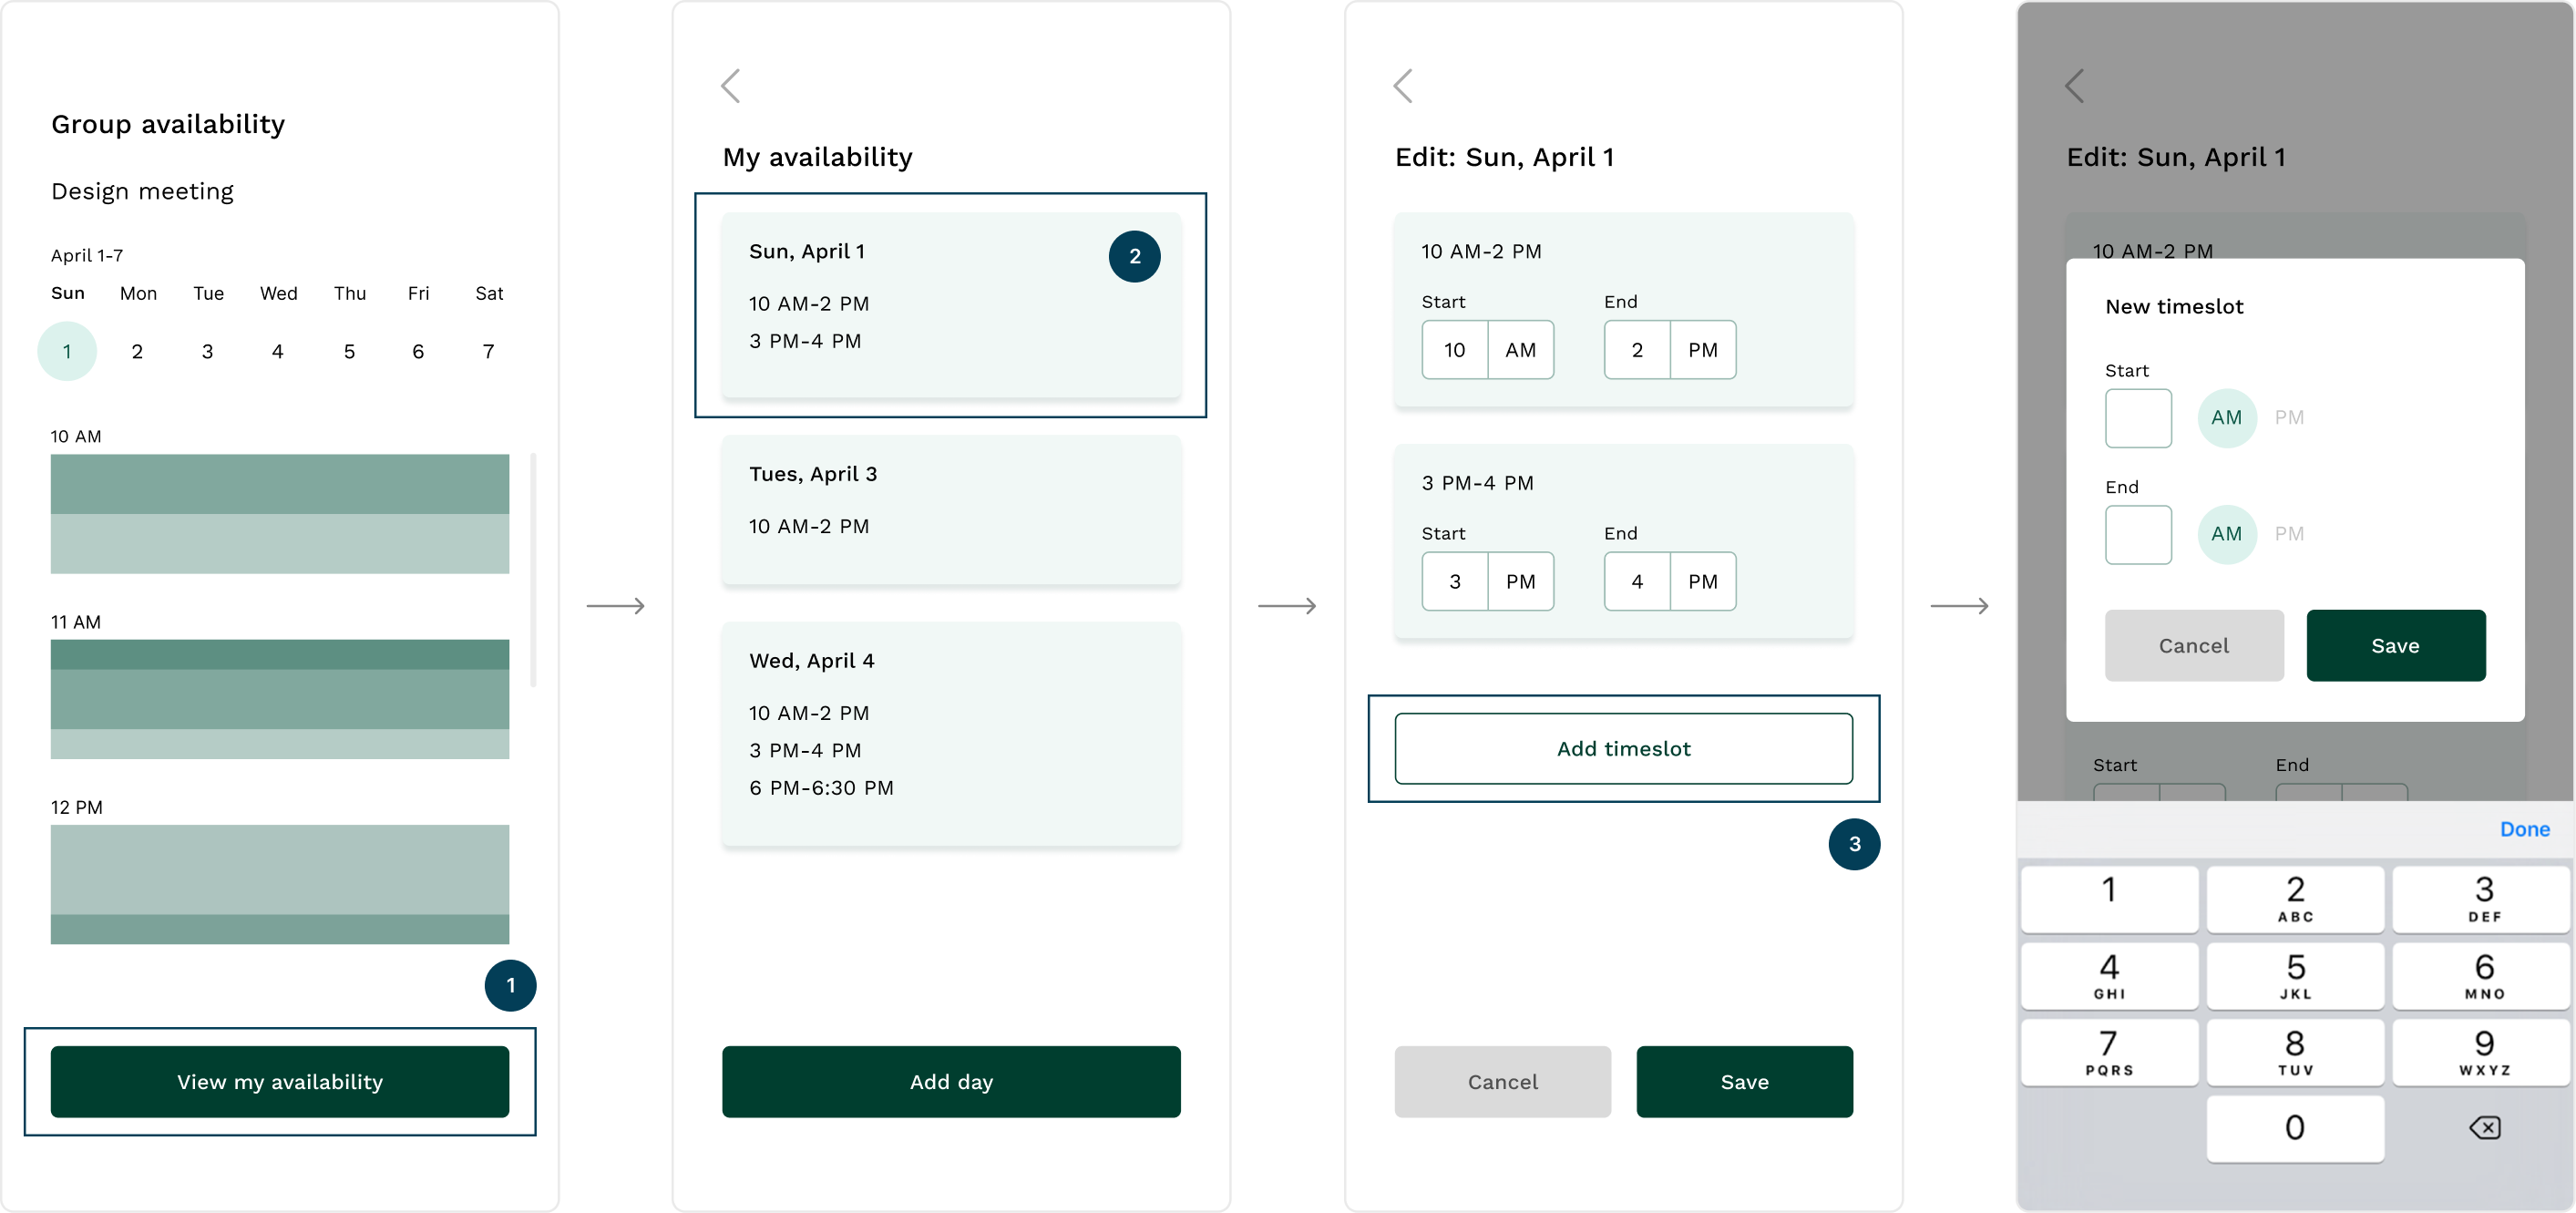 Group availability
Design meeting
April 1-7
Sun Mon Tue Wed Thu Fri Sat
1 2 3 4 5 6 7
10 AM
11 AM
12 PM
1
View my availability
My availability
Sun, April 1
2
10 AM-2 PM
3 PM-4 PM
Tues, April 3
10 AM-2 PM
Wed, April 4
10 AM-2 PM
3 PM-4 PM
6 PM-6:30 PM
Add day
Edit: Sun, April 1
10 AM-2 PM
Start End
10 AM 2 PM
3 PM-4 PM
Start End
3 PM 4 PM
Add timeslot
3
Cancel Save
Edit: Sun, April 1
10 AM-2 PM
New timeslot
Start
AM PM
End
AM PM
Cancel Save
Start End
Done
1 2 3
ABC DEF
4 5 6
GHI JKL MNO
7 8 9
PQRS TUV WXYZ
0